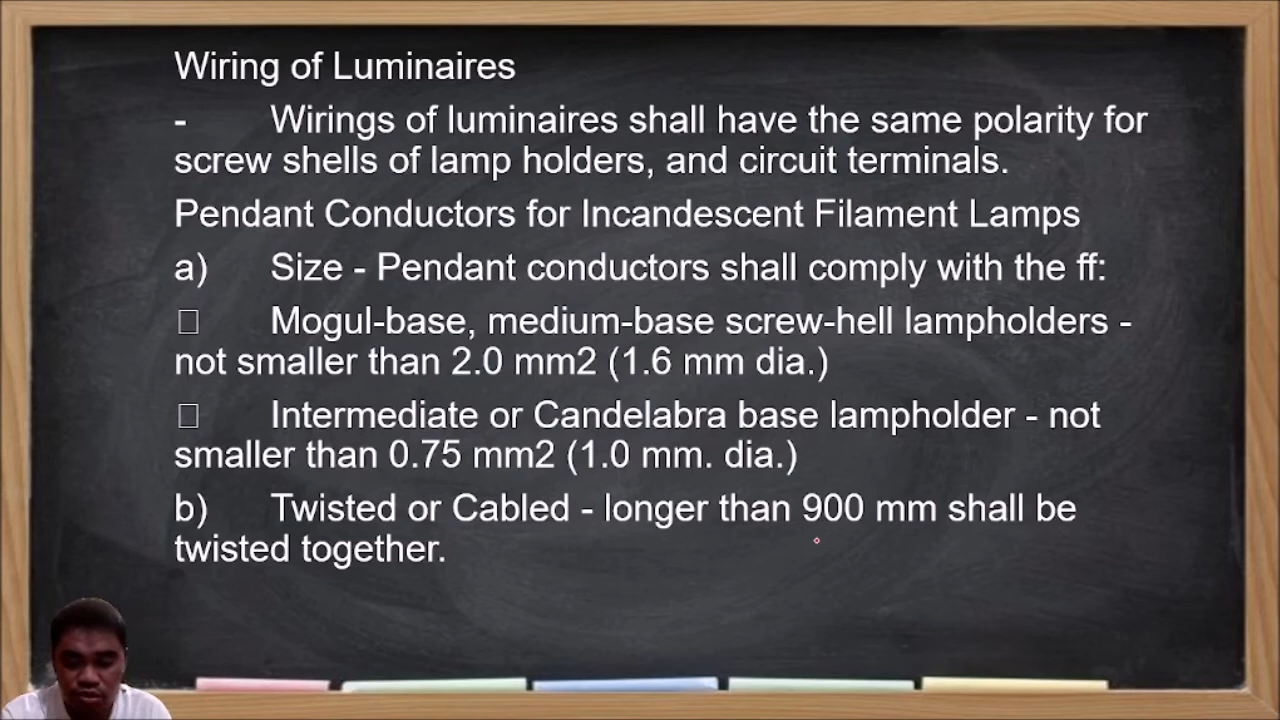 Wiring of Luminaires
- Wirings of luminaires shall have the same polarity for
screw shells of lamp holders, and circuit terminals.
Pendant Conductors for Incandescent Filament Lamps
a) Size - Pendant conductors shall comply with the ff:
Mogul-base, medium-base screw-hell lampholders -
not smaller than 2.0 mm2 (1.6 mm dia.)
Intermediate or Candelabra base lampholder - not
smaller than 0.75 mm2 (1.0 mm. dia.)
b) Twisted or Cabled - longer than 900 mm shall be
twisted together.